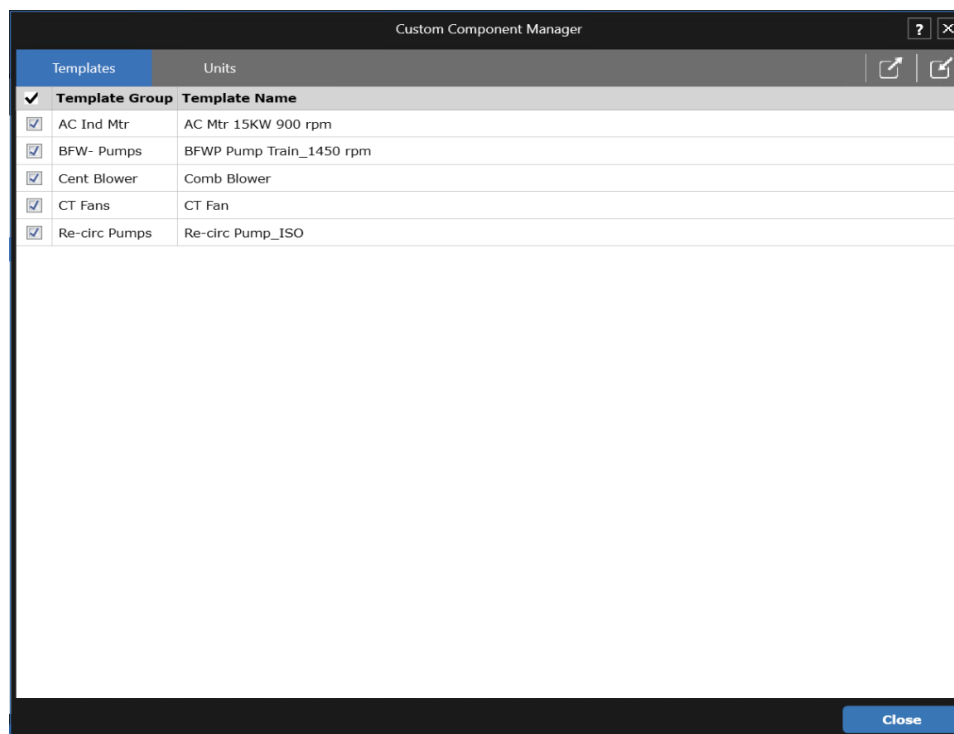 Custom Component Manager
?
Templates Units
Template Group Template Name
AC Ind Mtr AC Mtr 15KW 900 rpm
BFW- Pumps BFWP Pump Train_1450 rpm
Cent Blower Comb Blower
CT Fans CT Fan
Re-circ Pumps Re-circ Pump_ISO
Close